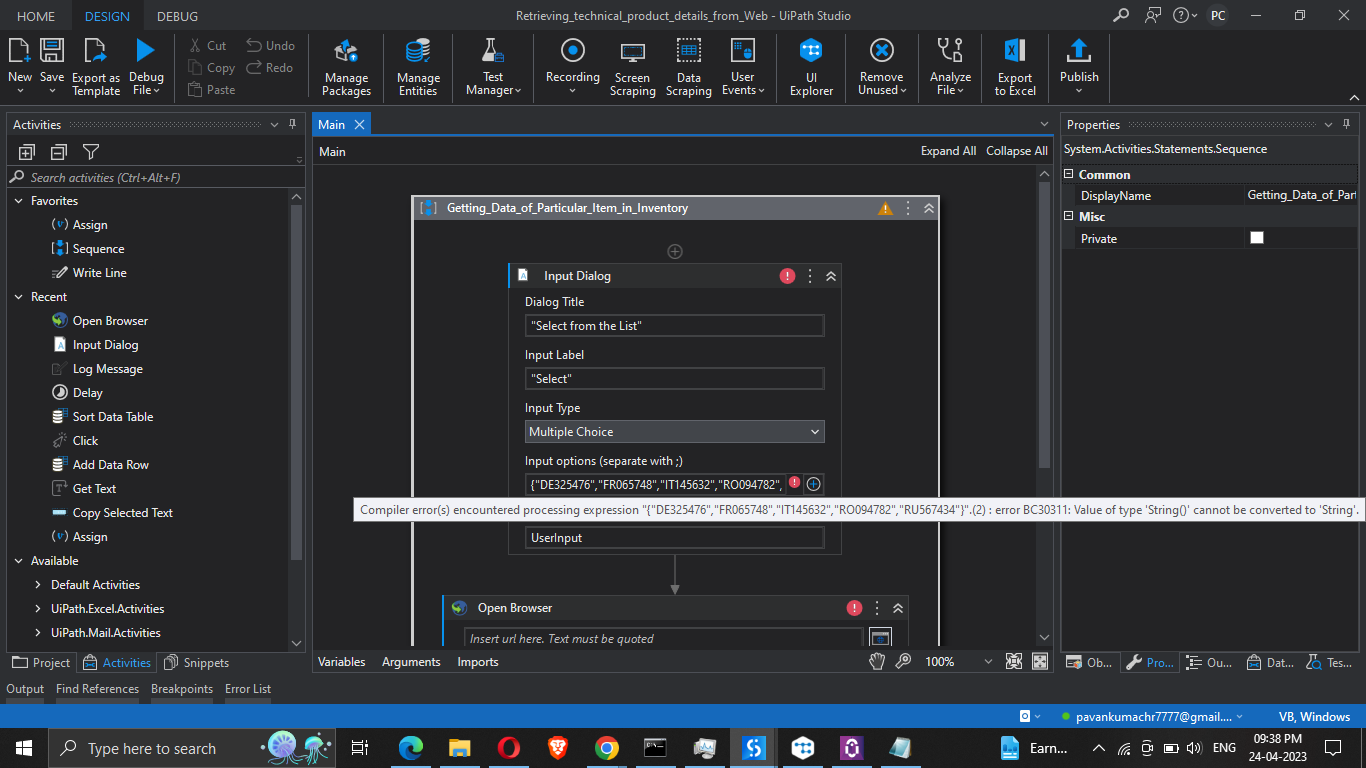 HOME DESIGN DEBUG Retrieving_technical_product_details_from_Web - UiPath Studio PC
New Save Export as Template Debug File Cut Copy Paste Undo Redo Manage Packages Manage Entities Test Manager Recording Screen Scraping Data Scraping User Events UI Explorer Remove Unused Analyze File Export to Excel Publish
Activities
Search activities (Ctrl+Alt+F)
Favorites
Assign
Sequence
Write Line
Recent
Open Browser
Input Dialog
Log Message
Delay
Sort Data Table
Click
Add Data Row
Get Text
Copy Selected Text
Assign
Available
Default Activities
UiPath.Excel.Activities
UiPath.Mail.Activities
Project Activities Snippets
Main
Main Expand All Collapse All
Getting_Data_of_Particular_Item_in_Inventory
Input Dialog
Dialog Title
"Select from the List"
Input Label
"Select"
Input Type
Multiple Choice
Input options (separate with ;)
{"DE325476","FR065748","IT145632","RO094782",
Compiler error(s) encountered processing expression "{"DE325476","FR065748","IT145632","RO094782","RU567434"}".(2) : error BC30311: Value of type 'String()' cannot be converted to 'String'.
UserInput
Open Browser
Insert url here. Text must be quoted
Variables Arguments Imports 100%
Properties
System.Activities.Statements.Sequence
Common
DisplayName Getting_Data_of_Part
Misc
Private
Ob... Pro... Ou... Dat... Tes...
Output Find References Breakpoints Error List
pavankumachr7777@gmail.... VB, Windows
Type here to search Earn... ENG 09:38 PM
24-04-2023